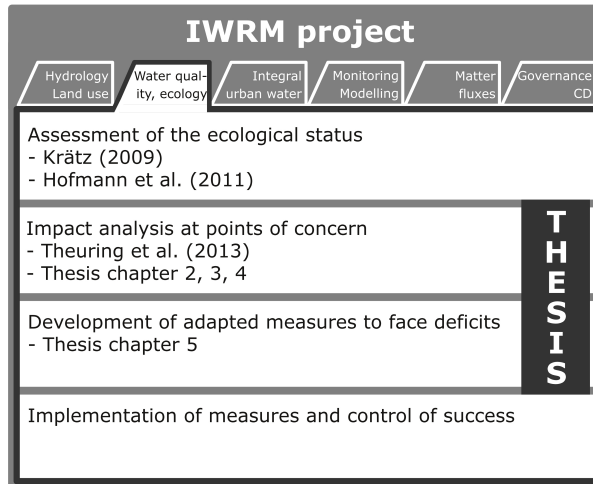 IWRM project
Hydrology
Land use
Water qual-
ity, ecology
Integral
urban water
Monitoring
Modelling
Matter
fluxes
Governance
CD
Assessment of the ecological status
- Krätz (2009)
- Hofmann et al. (2011)
Impact analysis at points of concern
- Theuring et al. (2013)
- Thesis chapter 2, 3, 4
Development of adapted measures to face deficits
- Thesis chapter 5
Implementation of measures and control of success
THESIS